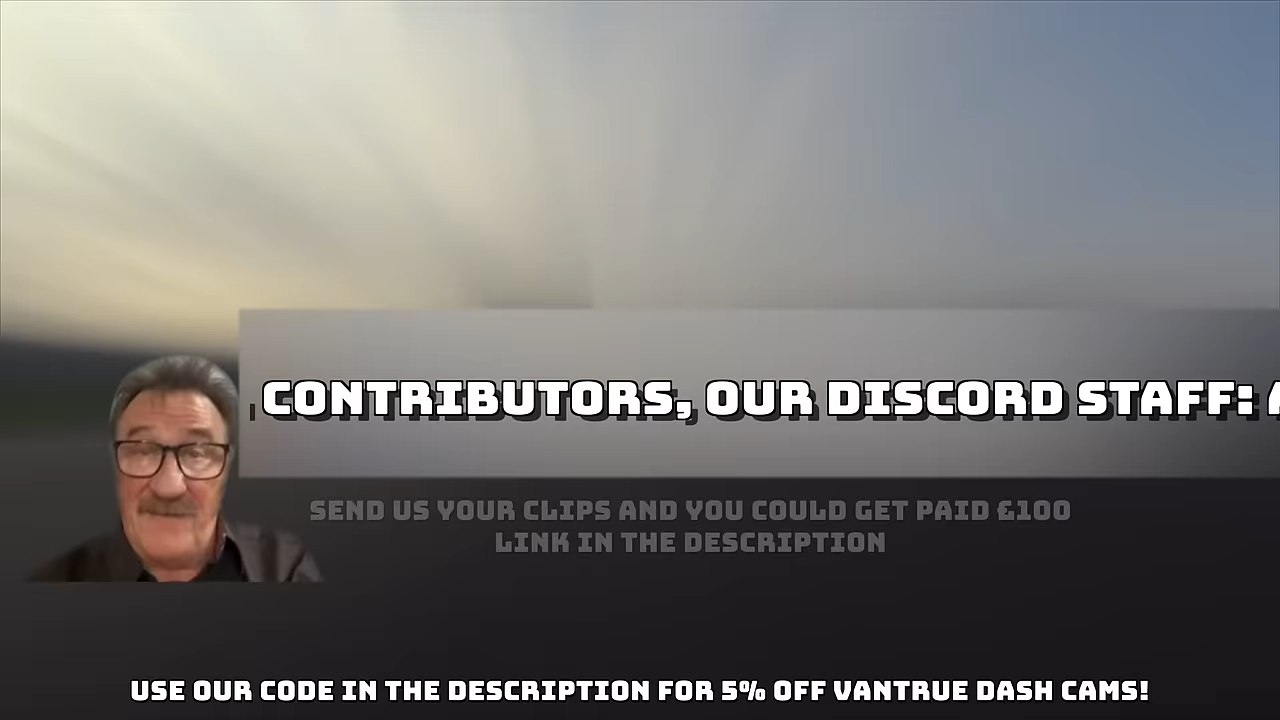 CONTRIBUTORS, OUR DISCORD STAFF:
SEND US YOUR CLIPS AND YOU COULD GET PAID £100
LINK IN THE DESCRIPTION
USE OUR CODE IN THE DESCRIPTION FOR 5% OFF VANTRUE DASH CAMS!